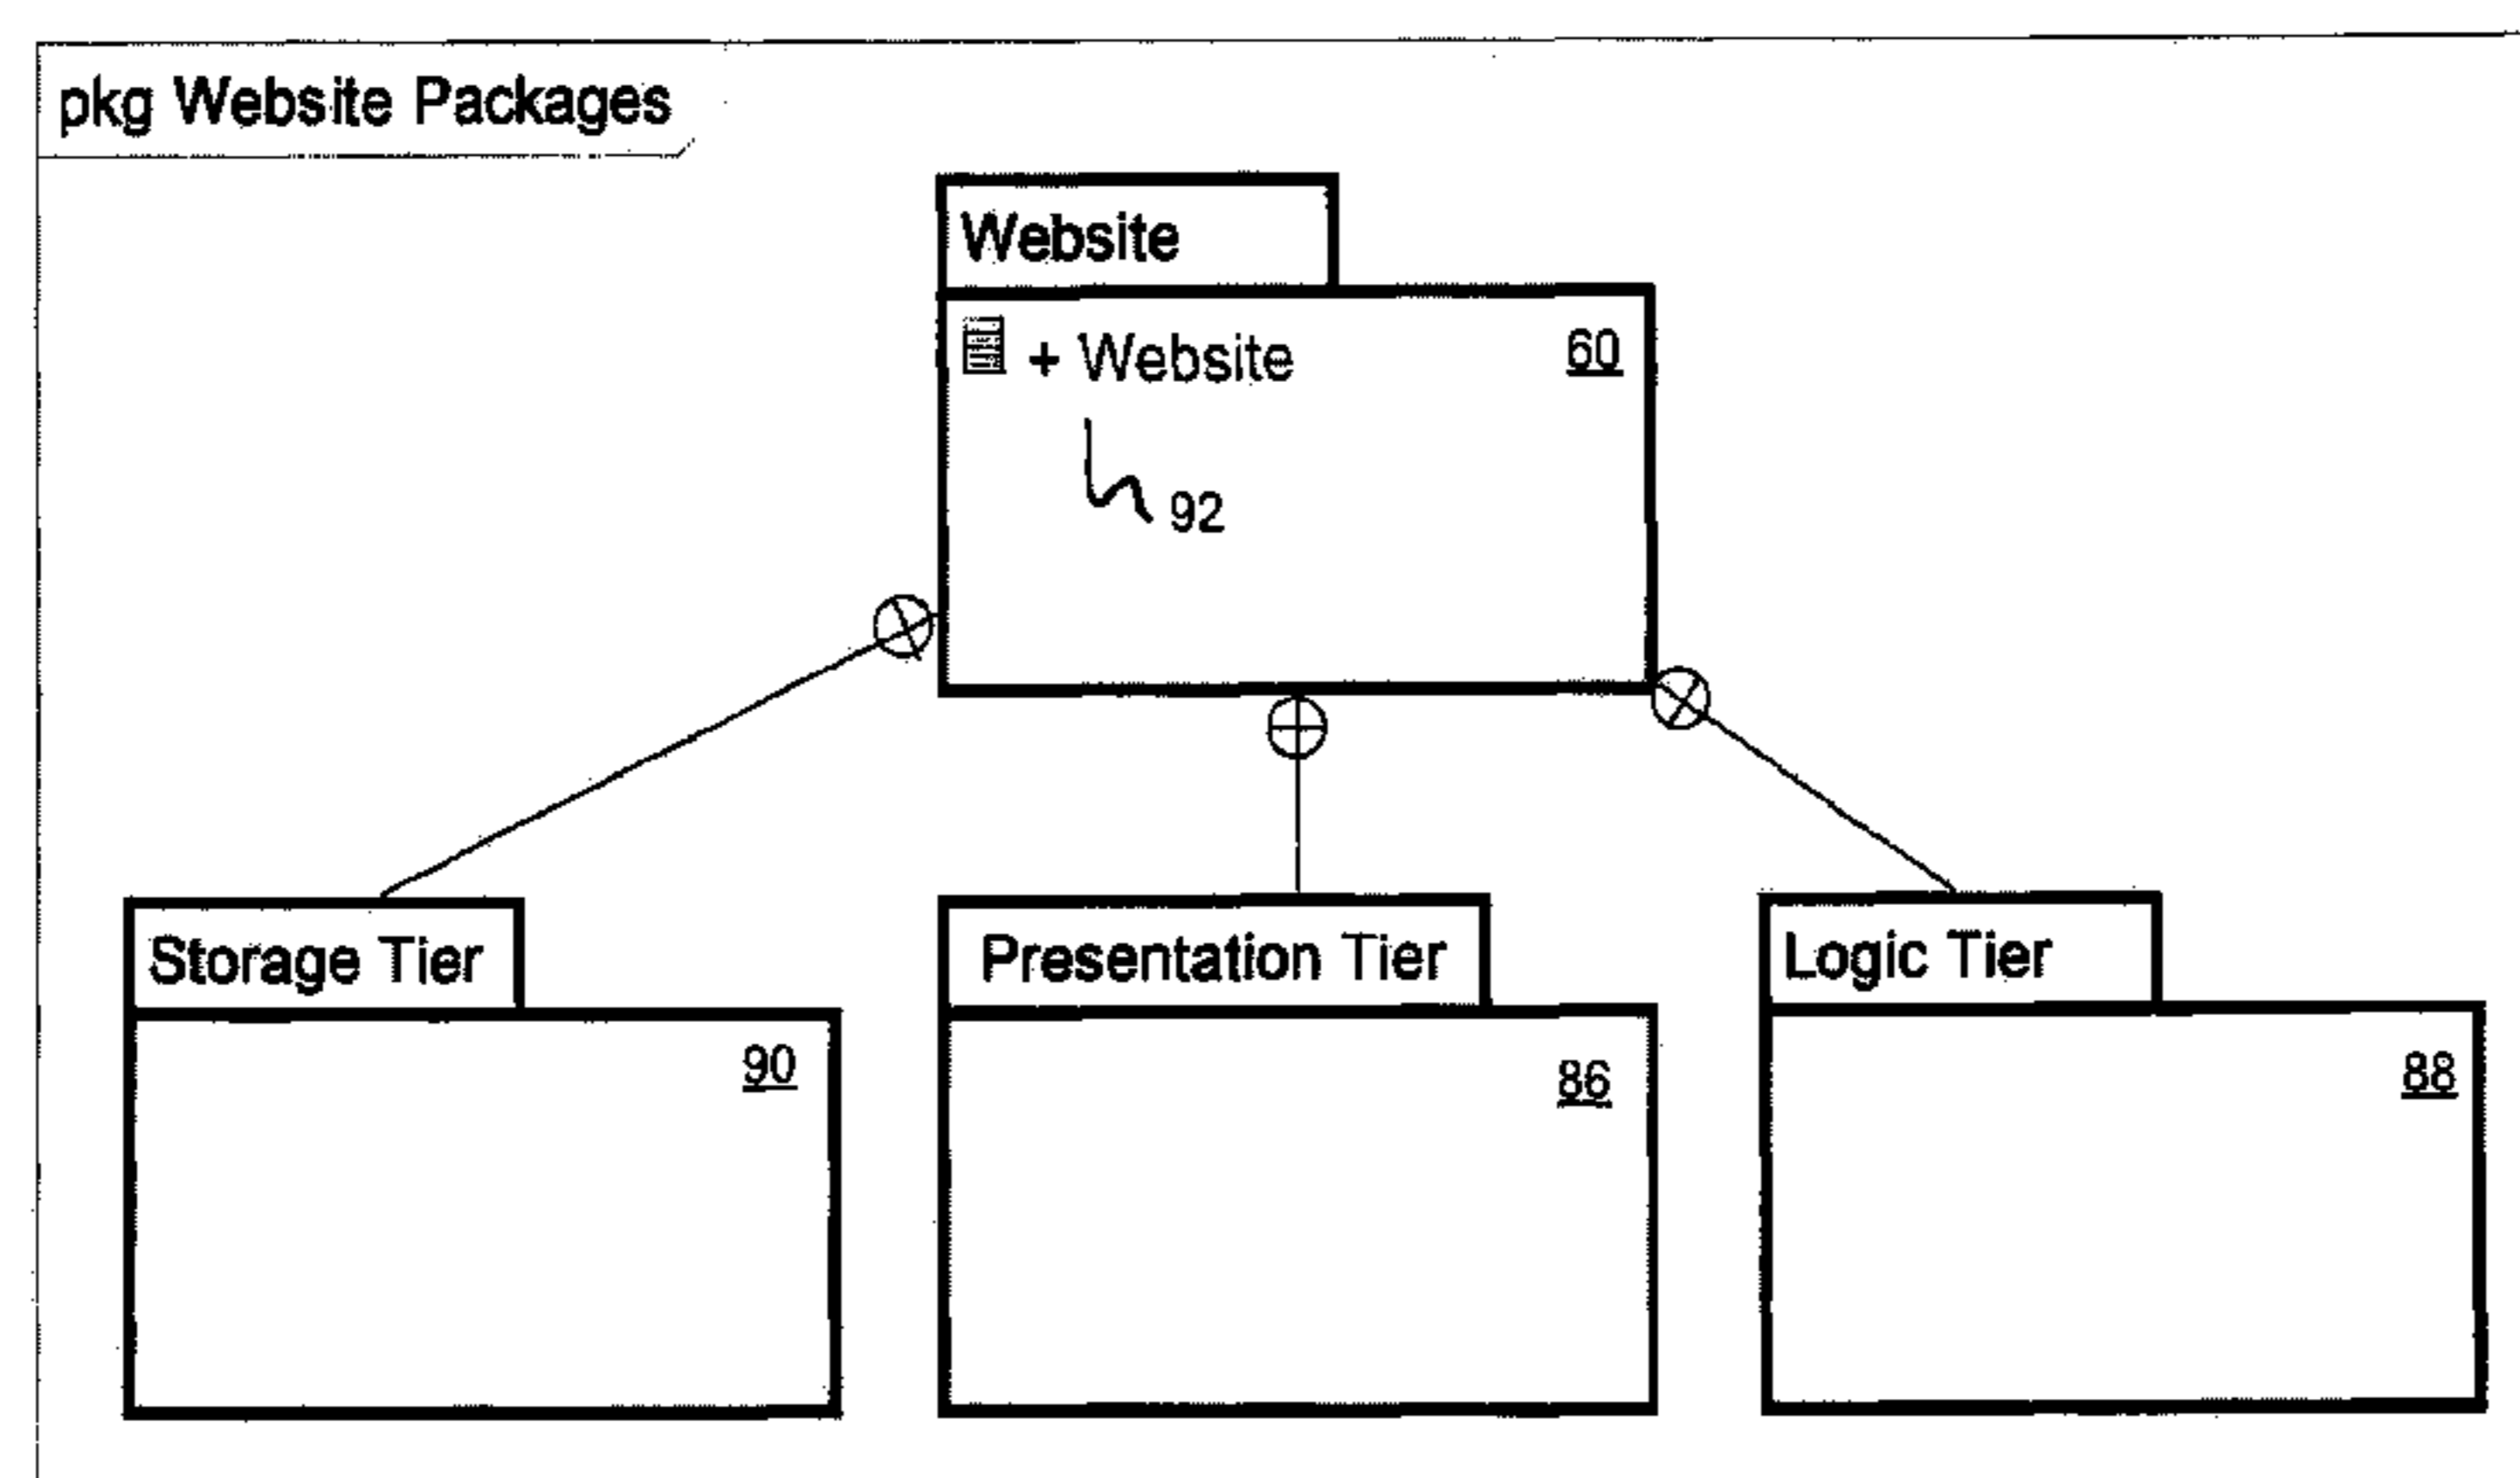 pkg Website Packages
Website
+ Website
60
92
Storage Tier
90
Presentation Tier
86
Logic Tier
88